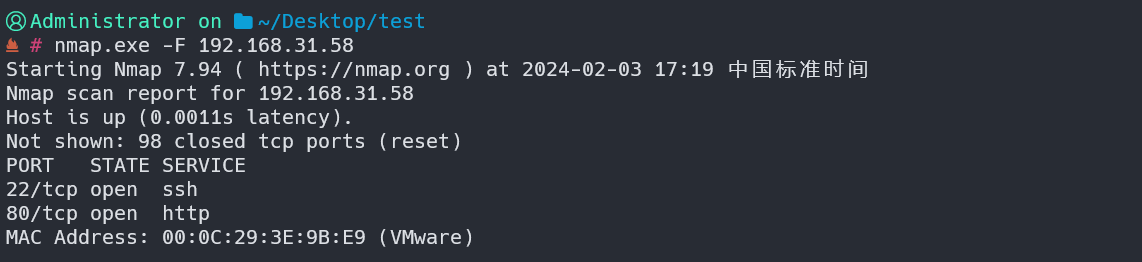 Administrator on ~/Desktop/test
# nmap.exe -F 192.168.31.58
Starting Nmap 7.94 ( https://nmap.org ) at 2024-02-03 17:19 中国标准时间
Nmap scan report for 192.168.31.58
Host is up (0.0011s latency).
Not shown: 98 closed tcp ports (reset)
PORT   STATE SERVICE
22/tcp open  ssh
80/tcp open  http
MAC Address: 00:0C:29:3E:9B:E9 (VMware)